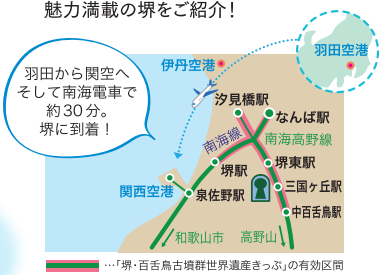 魅力満載の堺をご紹介！
羽田から関空へ
そして南海電車で
約30分。
堺に到着！
伊丹空港
羽田空港
汐見橋駅
なんば駅
南海線
南海高野線
堺駅
堺東駅
関西空港
泉佐野駅
三国ヶ丘駅
中百舌鳥駅
和歌山市
高野山
…「堺・百舌鳥古墳群世界遺産きっぷ」の有効区間